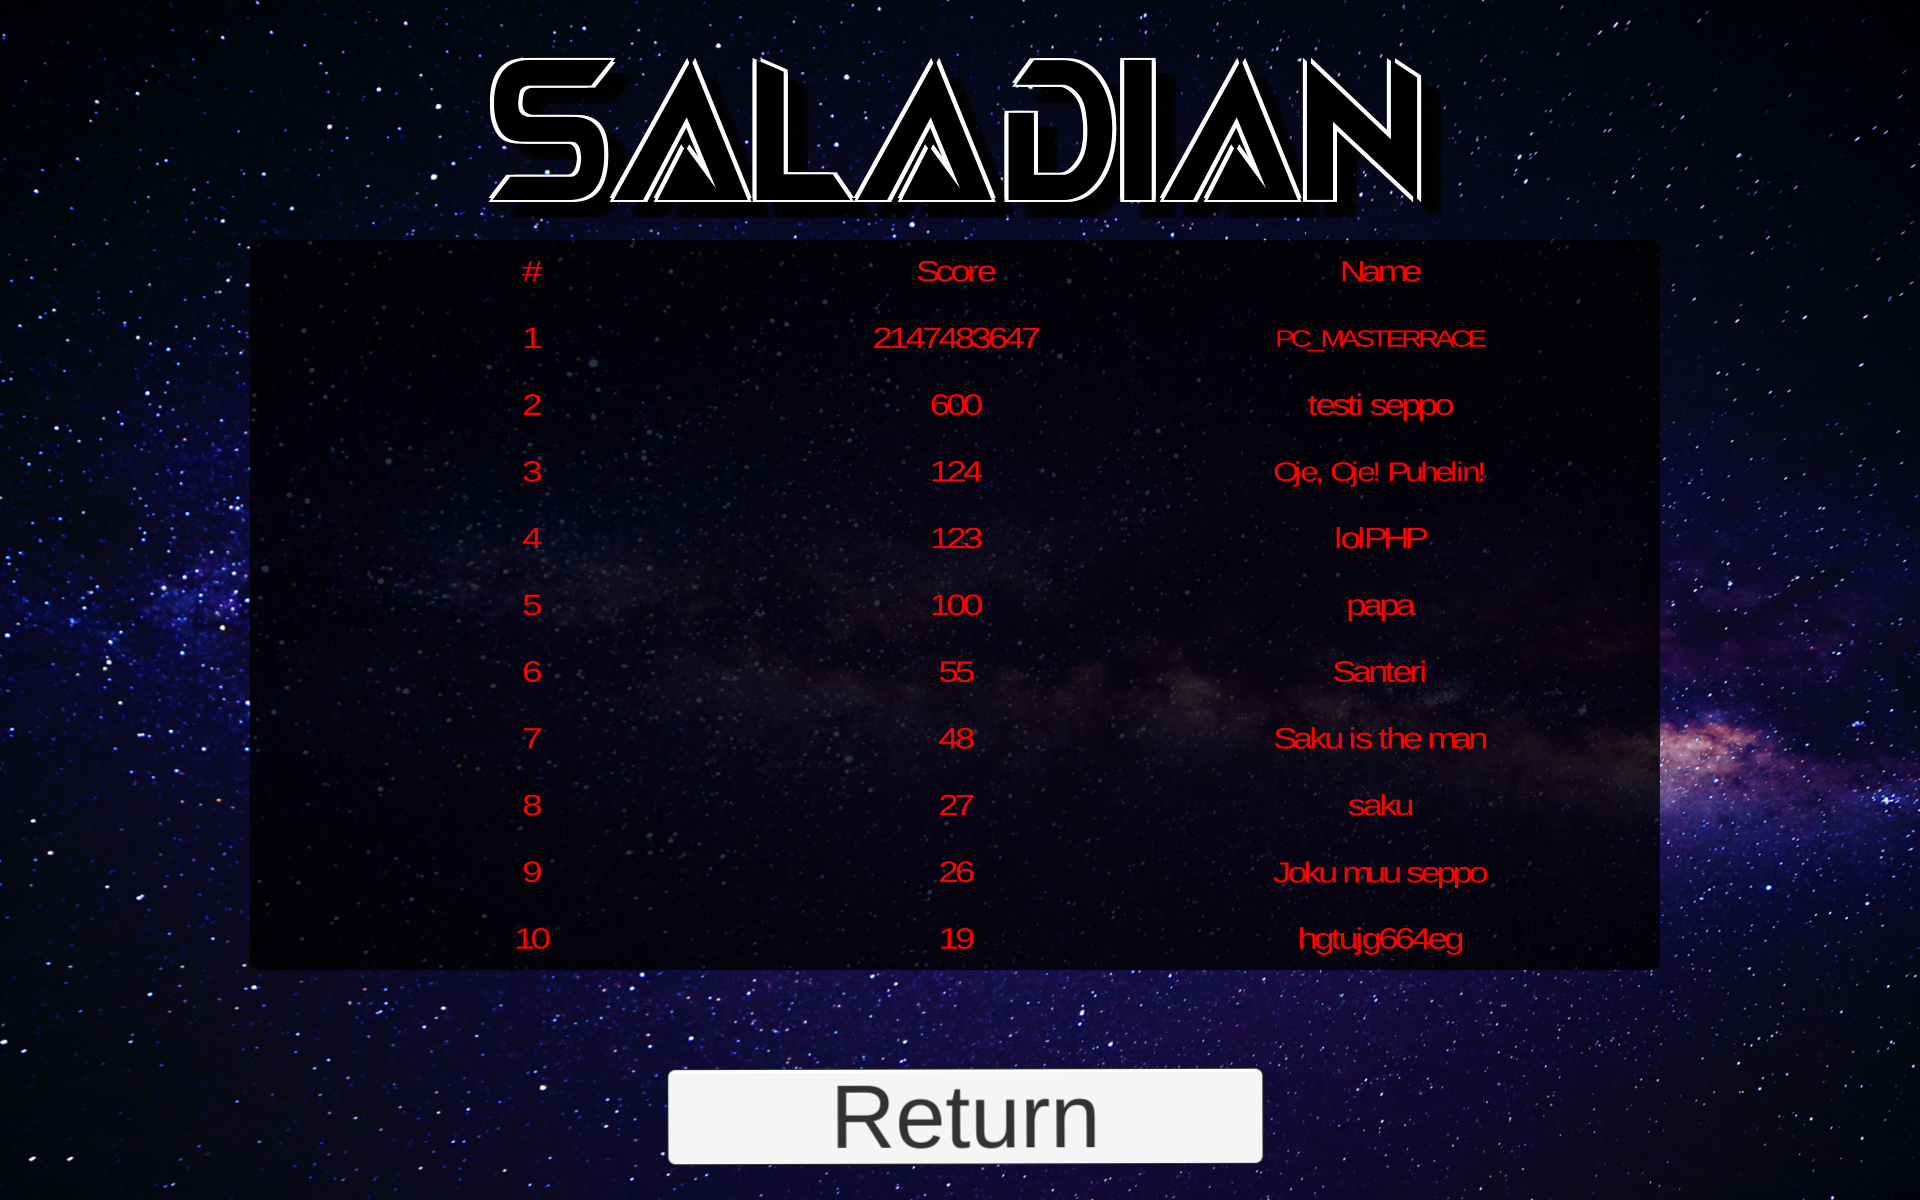 SALADIAN
# Score Name
1 2147483647 PC_MASTERRACE
2 600 testi seppo
3 124 Oje, Oje! Puhelin!
4 123 lolPHP
5 100 papa
6 55 Santeri
7 48 Saku is the man
8 27 saku
9 26 Joku muu seppo
10 19 hgtujg664eg
Return